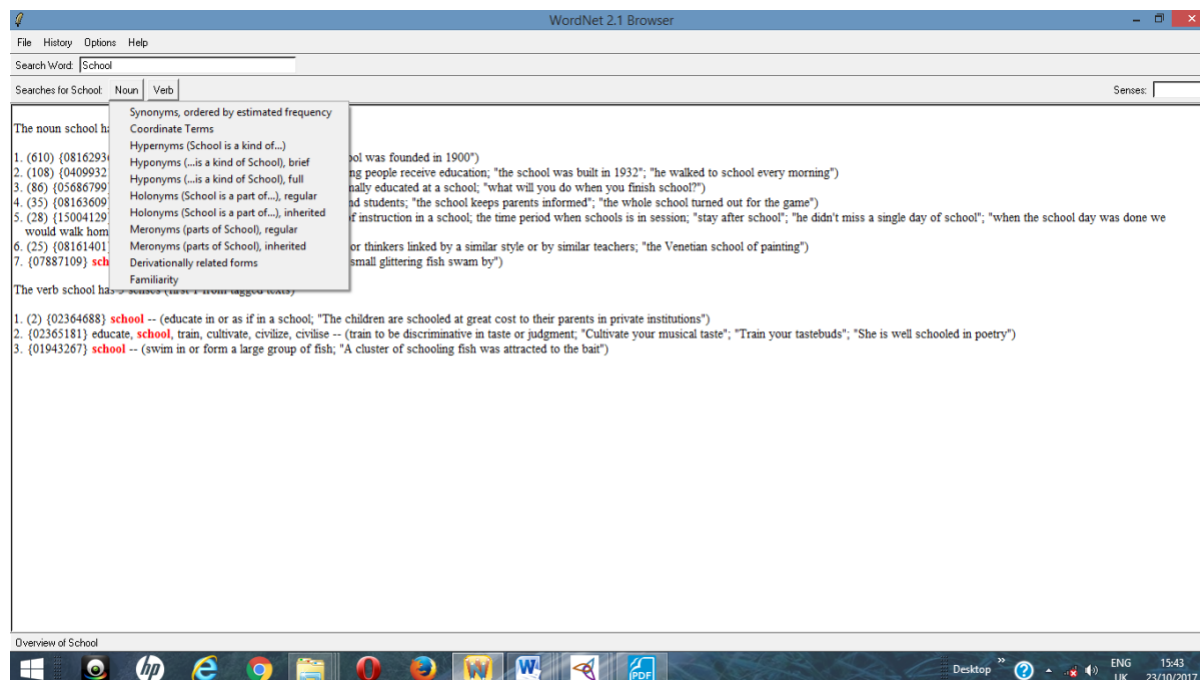 WordNet 2.1 Browser
File History Options Help
Search Word: School
Searches for School: Noun Verb Senses:
Synonyms, ordered by estimated frequency
Coordinate Terms
Hypernyms (School is a kind of...)
Hyponyms (...is a kind of School), brief
Hyponyms (...is a kind of School), full
Holonyms (School is a part of...), regular
Holonyms (School is a part of...), inherited
Meronyms (parts of School), regular
Meronyms (parts of School), inherited
Derivationally related forms
Familiarity
The noun school
1. (610) ool was founded in 1900")
2. (108) ng people receive education; "the school was built in 1932"; "he walked to school every morning")
3. (86) {05686799 nally educated at a school; "what will you do when you finish school?")
4. (35) {08163609 nd students; "the school keeps parents informed"; "the whole school turned out for the game")
5. (28) {15004129 of instruction in a school; the time period when schools is in session; "stay after school"; "he didn't miss a single day of school"; "when the school day was done we
would walk hom
6. (25) {08161401 or thinkers linked by a similar style or by similar teachers; "the Venetian school of painting")
7. {07887109} sch small glittering fish swam by")
The verb school has 3 senses (first 1 from tagged texts)
1. (2) {02364688} school -- (educate in or as if in a school; "The children are schooled at great cost to their parents in private institutions")
2. {02365181} educate, school, train, cultivate, civilize, civilise -- (train to be discriminative in taste or judgment; "Cultivate your musical taste"; "Train your tastebuds"; "She is well schooled in poetry")
3. {01943267} school -- (swim in or form a large group of fish; "A cluster of schooling fish was attracted to the bait")
Overview of School
Desktop ENG 15:43
UK 23/10/2017